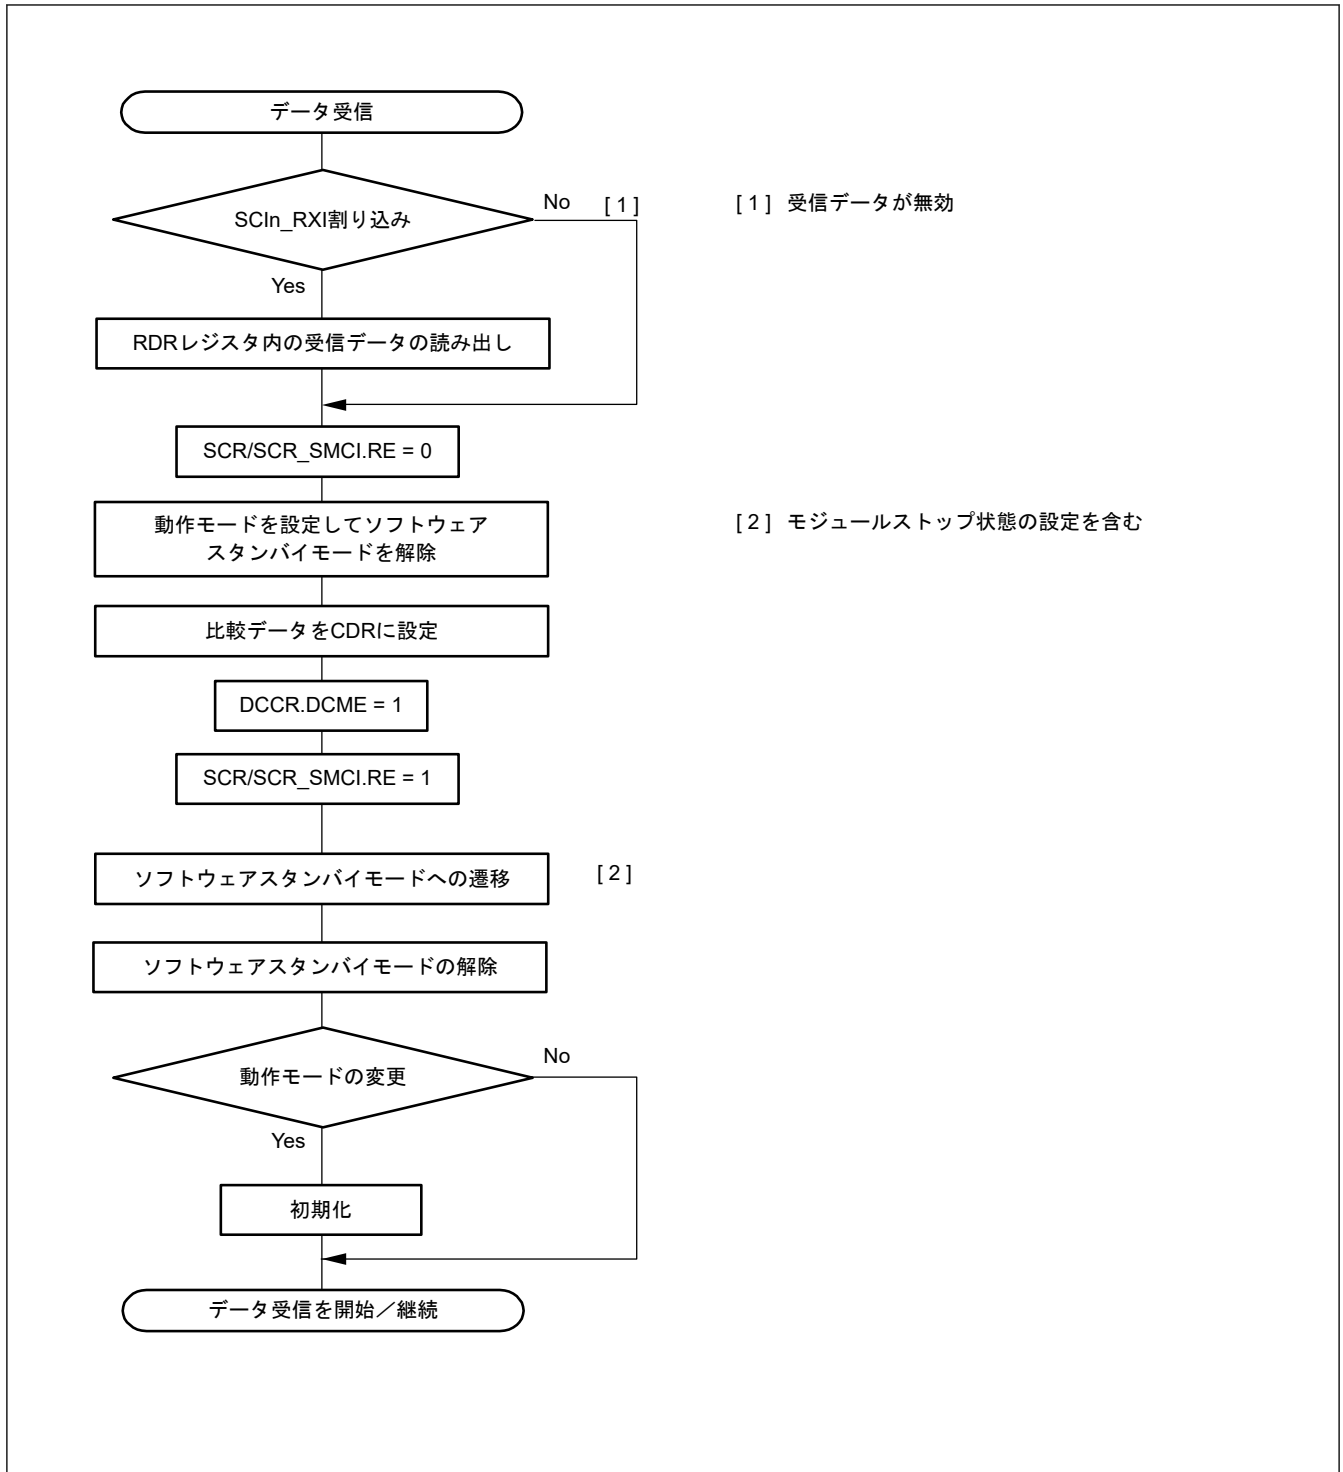 データ受信
SCIn_RXI割り込み
No
[ 1 ]
[ 1 ] 受信データが無効
Yes
RDRレジスタ内の受信データの読み出し
SCR/SCR_SMCI.RE = 0
動作モードを設定してソフトウェア
スタンバイモードを解除
[ 2 ] モジュールストップ状態の設定を含む
比較データをCDRに設定
DCCR.DCME = 1
SCR/SCR_SMCI.RE = 1
ソフトウェアスタンバイモードへの遷移
[ 2 ]
ソフトウェアスタンバイモードの解除
動作モードの変更
No
Yes
初期化
データ受信を開始／継続